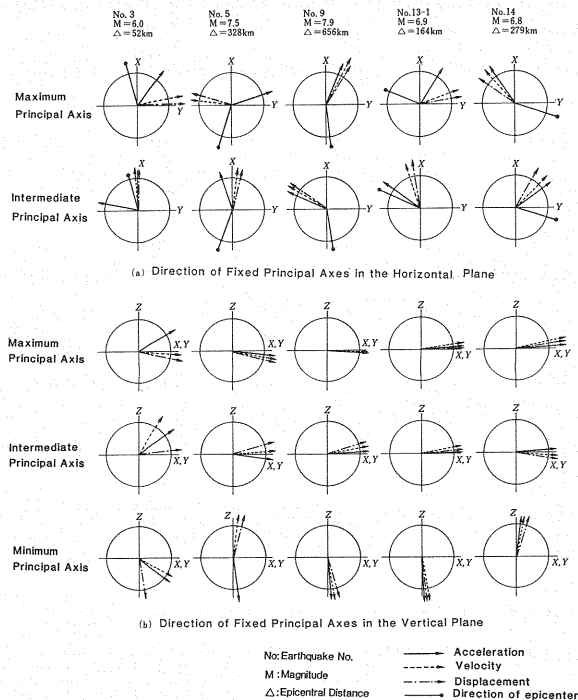 No. 3 No. 5 No. 9 No.13-1 No.14
M=6.0 M=7.5 M=7.9 M=6.9 M=6.8
△=52km △=328km △=656km △=164km △=279km
X X X X X
Maximum
Principal Axis
Y Y Y Y Y
X X X X X
Intermediate
Principal Axis
Y Y Y Y Y
(a) Direction of Fixed Principal Axes in the Horizontal Plane
Z Z Z Z Z
Maximum
Principal Axis
X,Y X,Y X,Y X,Y X,Y
Z Z Z Z Z
Intermediate
Principal Axis
X,Y X,Y X,Y X,Y X,Y
Z Z Z Z Z
Minimum
Principal Axis
X,Y X,Y X,Y X,Y X,Y
(b) Direction of Fixed Principal Axes in the Vertical Plane
No: Earthquake No. Acceleration
M : Magnitude Velocity
△: Epicentral Distance Displacement
Direction of epicenter